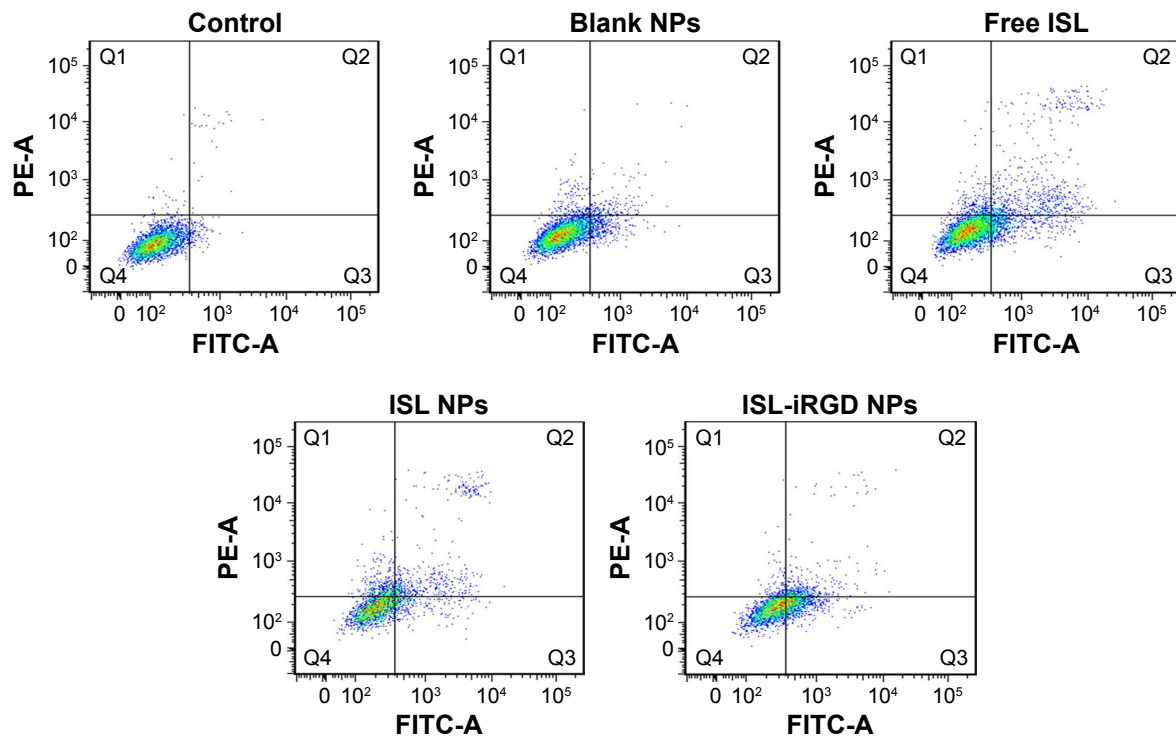 Control
Q1
Q2
10⁵
10⁴
10³
10²
0
PE-A
Q4
Q3
0 10² 10³ 10⁴ 10⁵
FITC-A
Blank NPs
Q1
Q2
10⁵
10⁴
10³
10²
0
PE-A
Q4
Q3
0 10² 10³ 10⁴ 10⁵
FITC-A
Free ISL
Q1
Q2
10⁵
10⁴
10³
10²
0
PE-A
Q4
Q3
0 10² 10³ 10⁴ 10⁵
FITC-A
ISL NPs
Q1
Q2
10⁵
10⁴
10³
10²
0
PE-A
Q4
Q3
0 10² 10³ 10⁴ 10⁵
FITC-A
ISL-iRGD NPs
Q1
Q2
10⁵
10⁴
10³
10²
0
PE-A
Q4
Q3
0 10² 10³ 10⁴ 10⁵
FITC-A